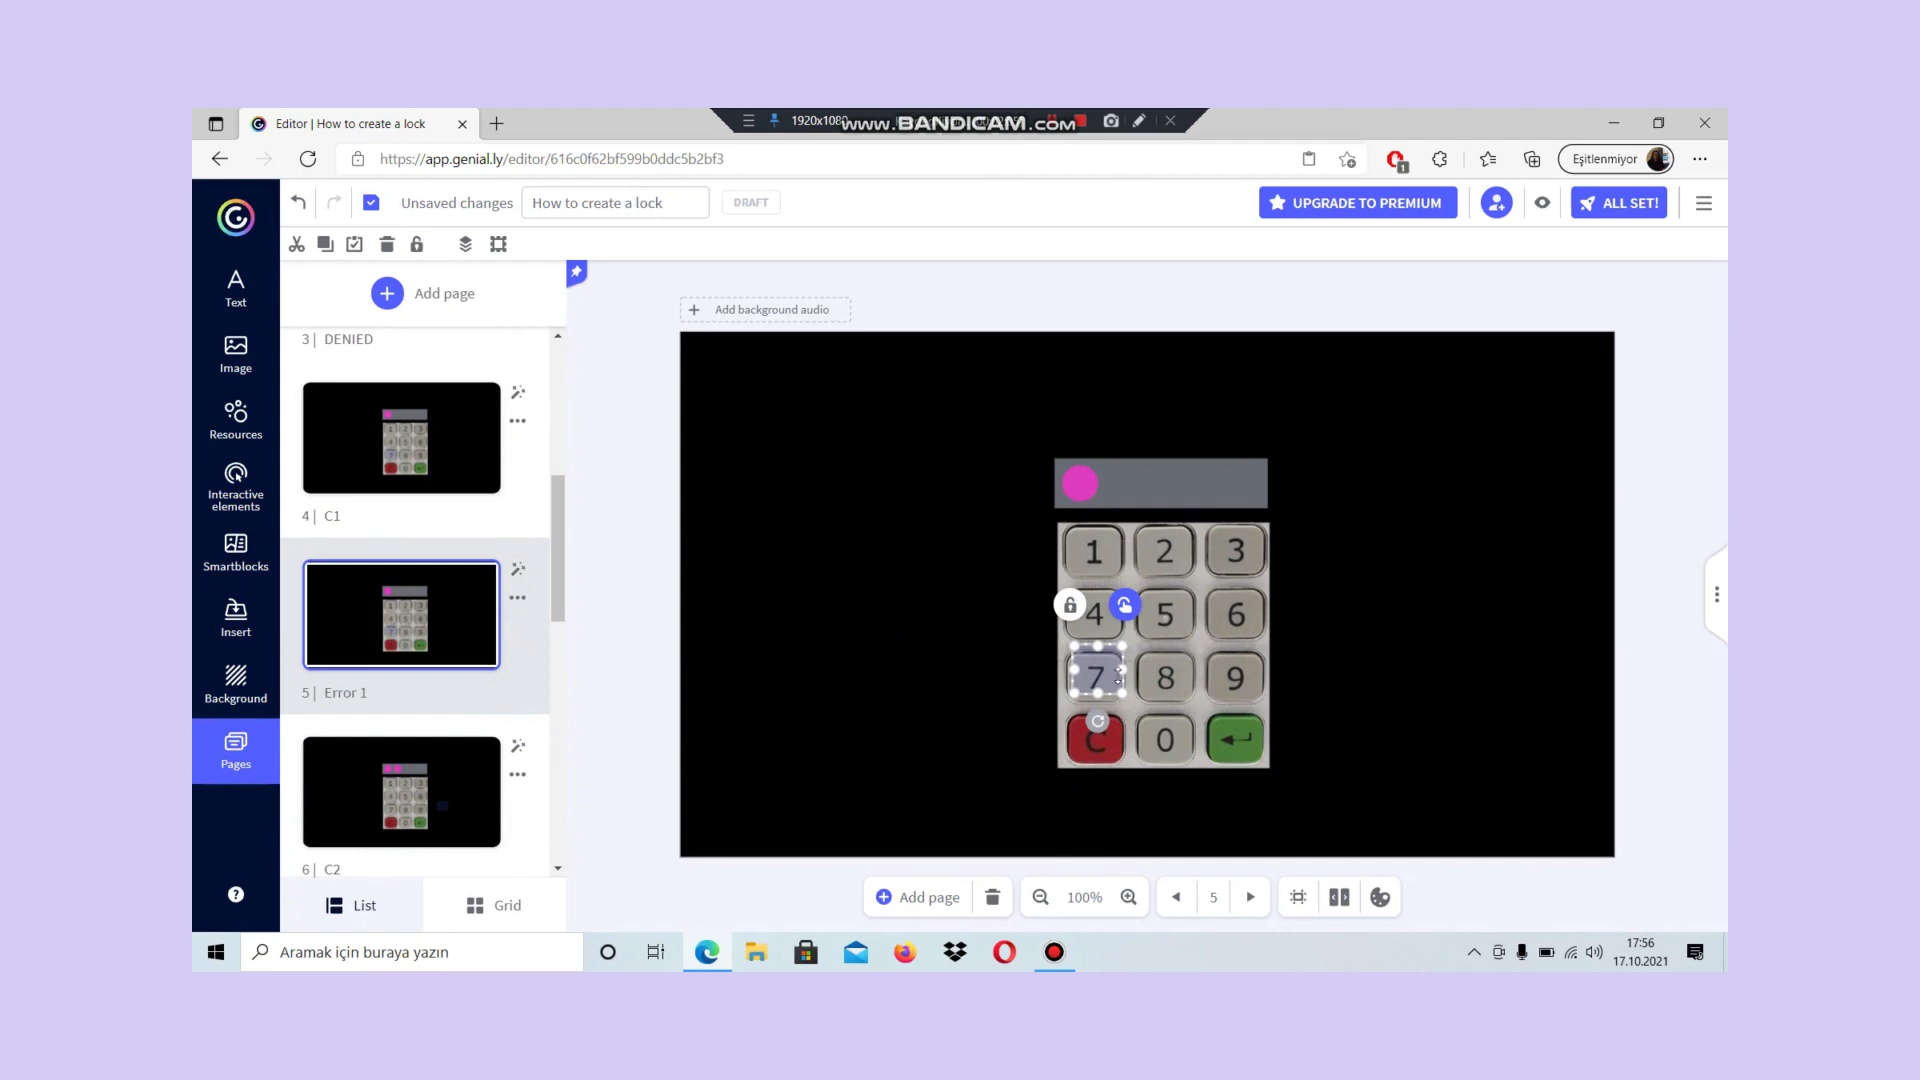 Editor | How to create a lock
1920x1080
www.BANDICAM.com
https://app.genial.ly/editor/616c0f62bf599b0ddc5b2bf3
1
Eşitlenmiyor
Unsaved changes
How to create a lock
DRAFT
UPGRADE TO PREMIUM
ALL SET!
Text
Image
Resources
Interactive
elements
Smartblocks
Insert
Background
Pages
Add page
3 | DENIED
4 | C1
5 | Error 1
6 | C2
List
Grid
Add background audio
1 2 3
4 5 6
7 8 9
C 0
Add page
100%
5
Aramak için buraya yazın
17:56
17.10.2021